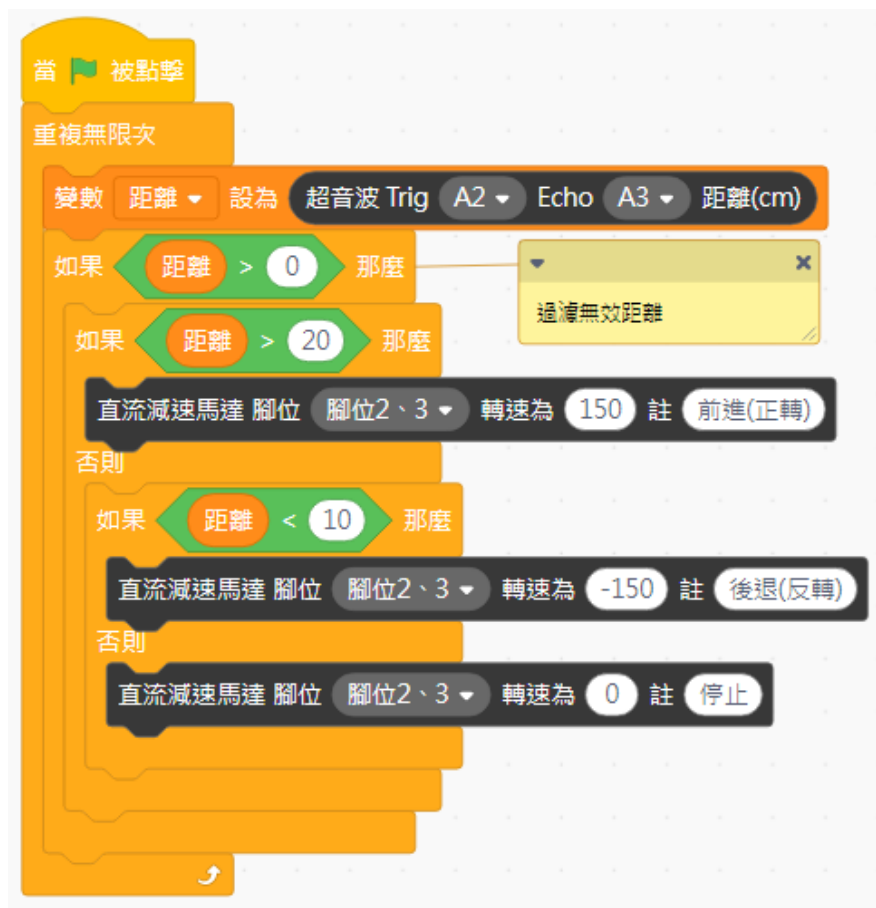 當 被點擊
重複無限次
變數 距離 設為 超音波 Trig A2 Echo A3 距離(cm)
如果 距離 > 0 那麼
過濾無效距離
如果 距離 > 20 那麼
直流減速馬達 腳位 腳位2、3 轉速為 150 註 前進(正轉)
否則
如果 距離 < 10 那麼
直流減速馬達 腳位 腳位2、3 轉速為 -150 註 後退(反轉)
否則
直流減速馬達 腳位 腳位2、3 轉速為 0 註 停止